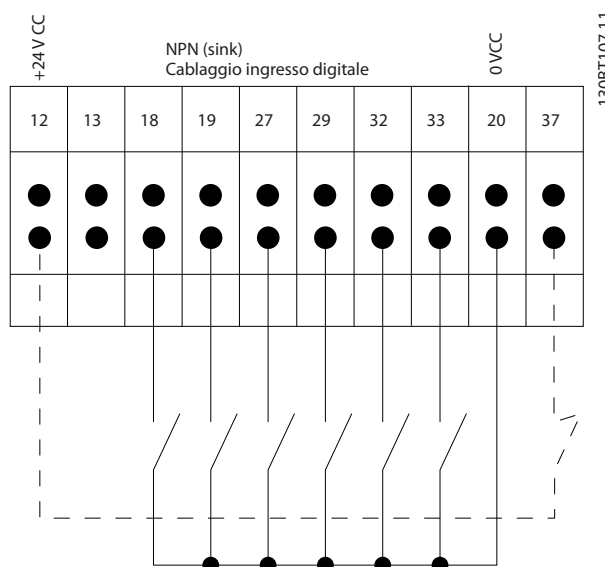 +24 V CC
NPN (sink)
Cablaggio ingresso digitale
0 VCC
130BT107.11
12 13 18 19 27 29 32 33 20 37